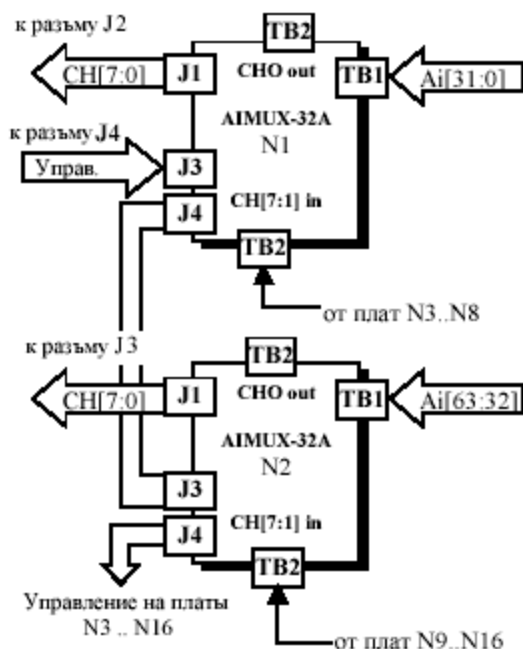 к разъму J2
TB2
CH[7:0]
J1
CHO out
TB1
Ai[31:0]
к разъму J4
AIMUX-32A
N1
Управ.
J3
J4
CH[7:1] in
TB2
от плат N3..N8
к разъму J3
TB2
CH[7:0]
J1
CHO out
TB1
Ai[63:32]
AIMUX-32A
N2
J3
J4
CH[7:1] in
TB2
Управление на платы
N3 .. N16
от плат N9..N16